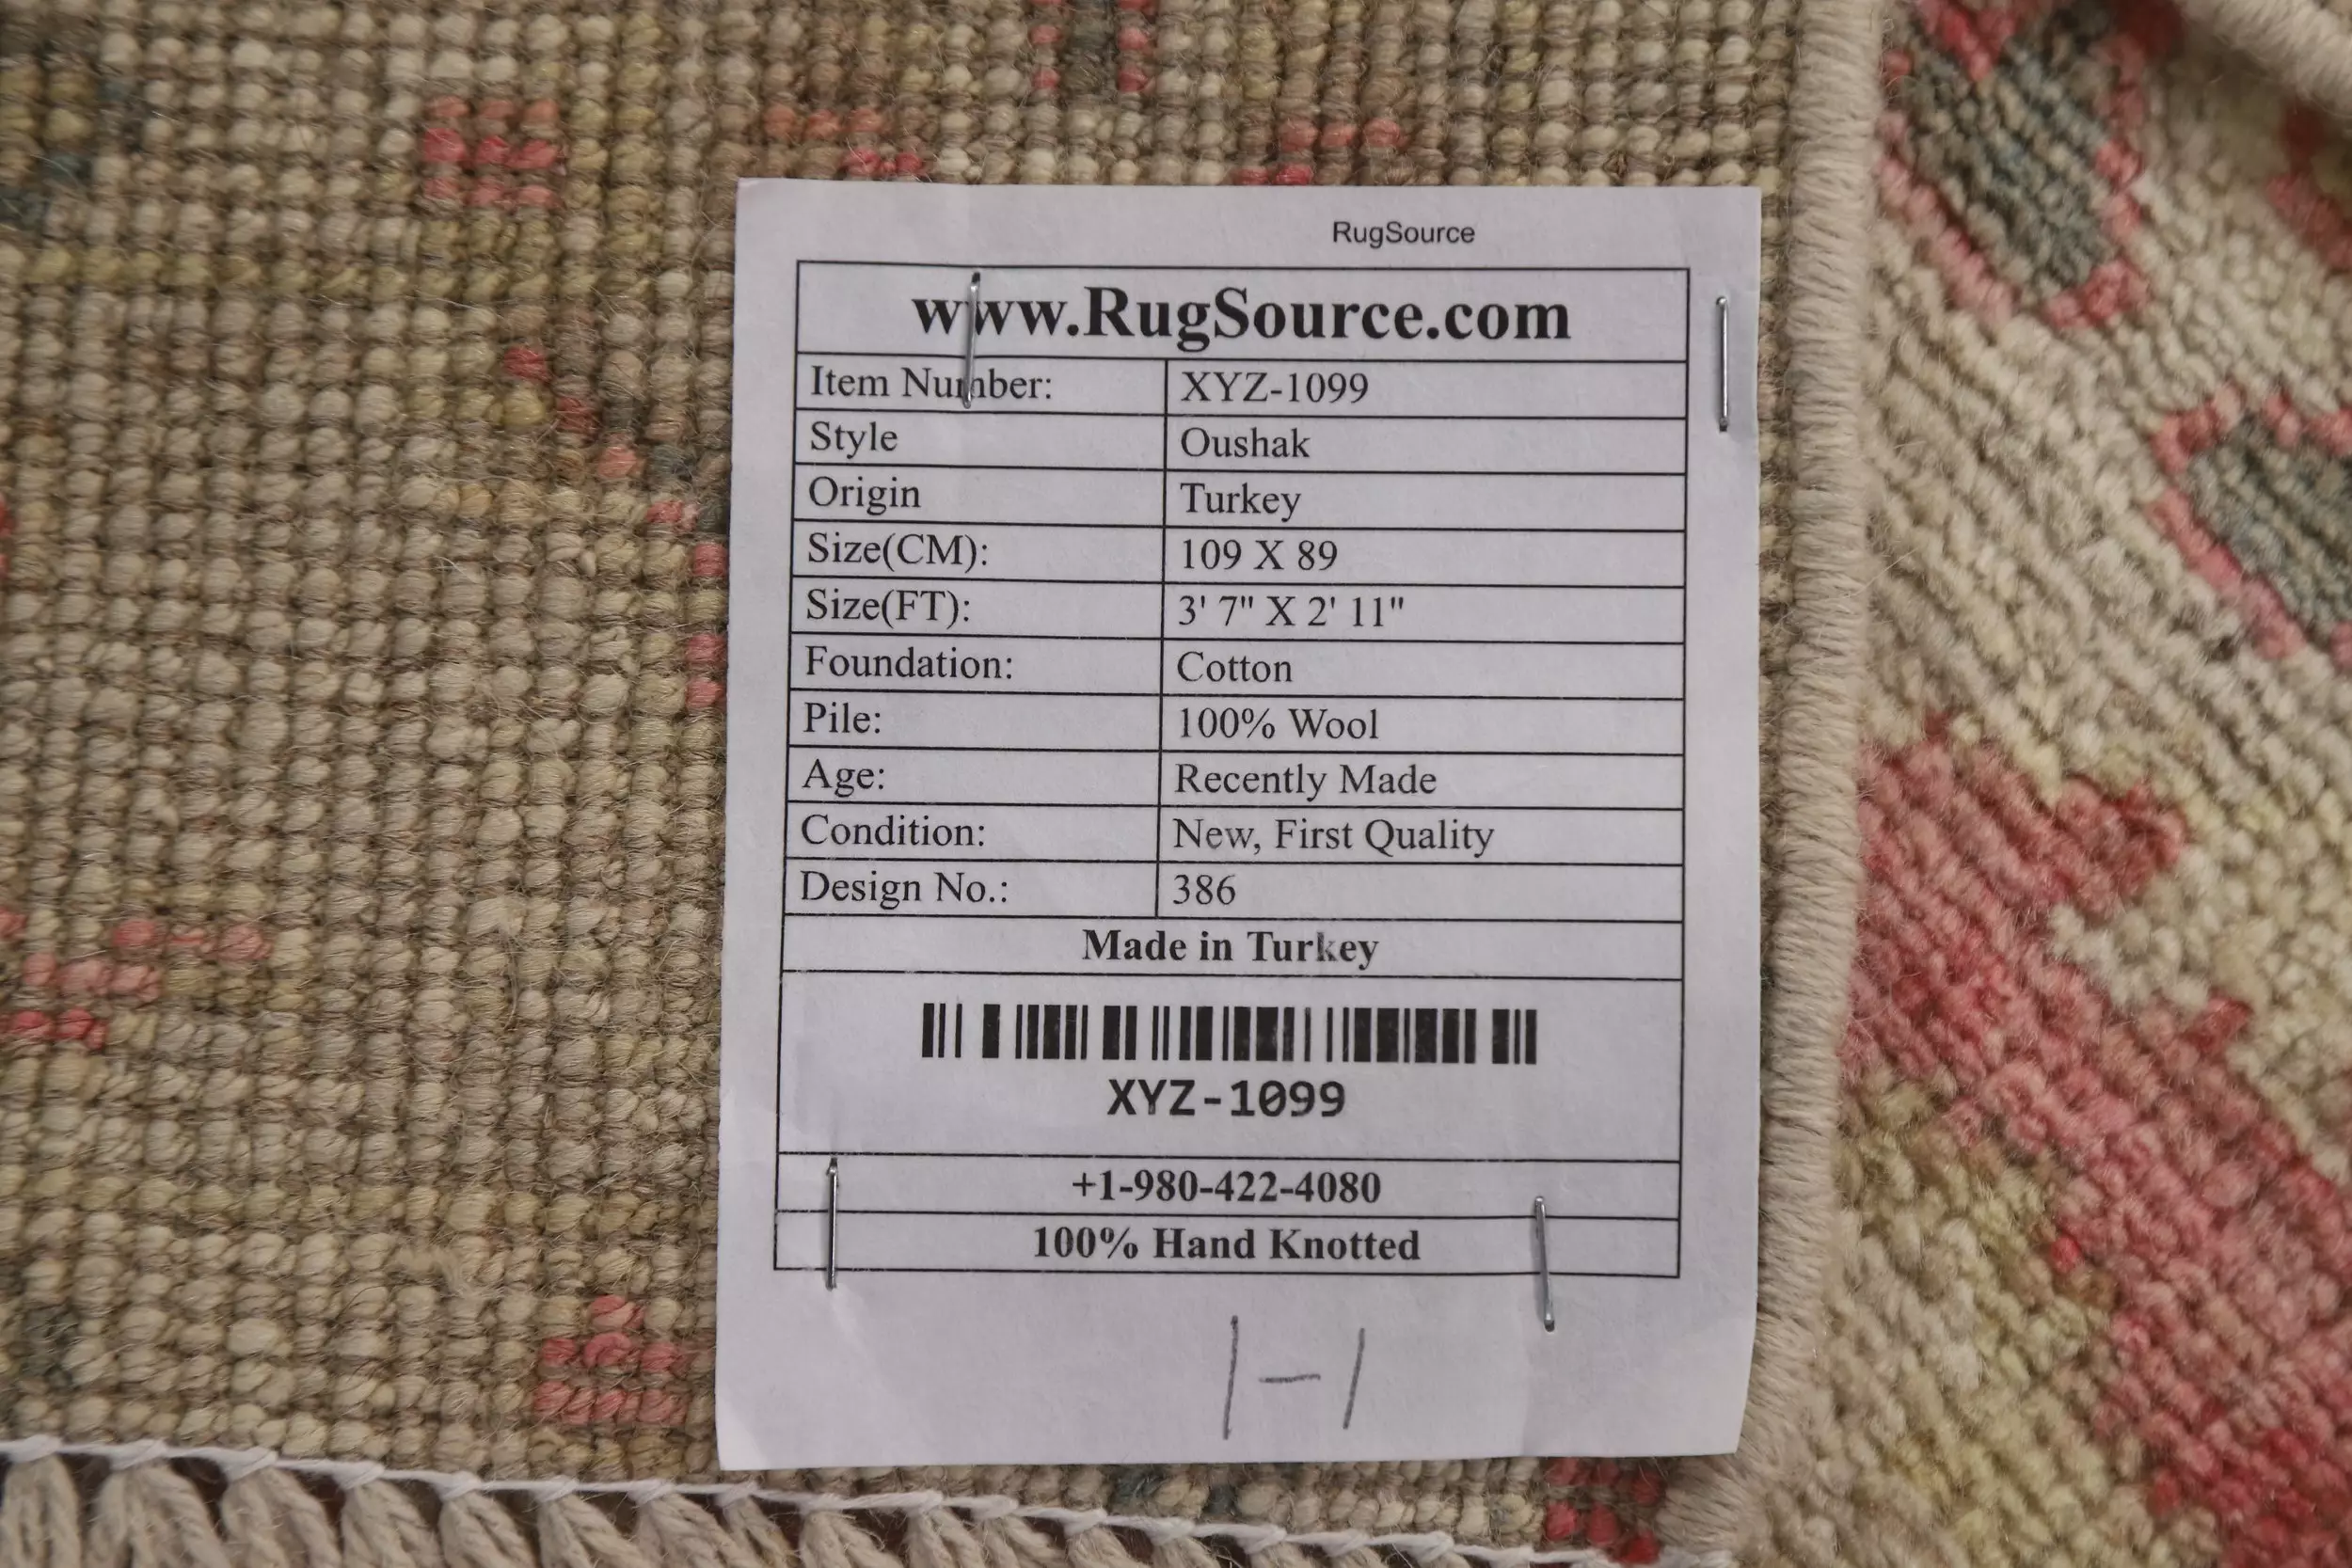 RugSource
www.RugSource.com
Item Number: XYZ-1099
Style Oushak
Origin Turkey
Size(CM): 109 X 89
Size(FT): 3' 7" X 2' 11"
Foundation: Cotton
Pile: 100% Wool
Age: Recently Made
Condition: New, First Quality
Design No.: 386
Made in Turkey
XYZ-1099
+1-980-422-4080
100% Hand Knotted
1-1